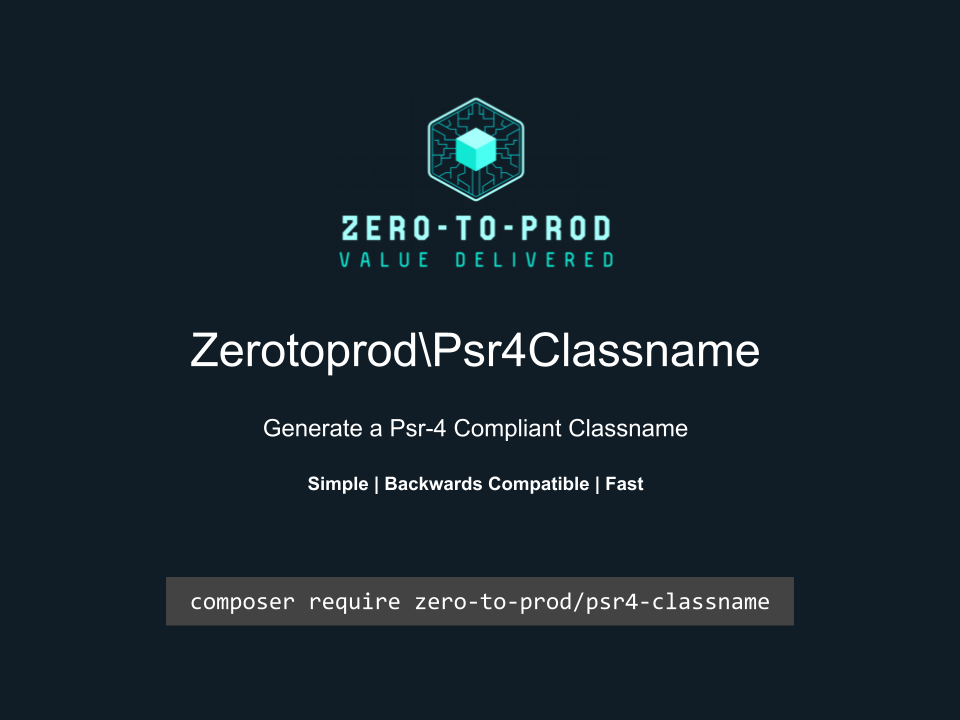 ZERO-TO-PROD
VALUE DELIVERED
Zerotoprod\Psr4Classname
Generate a Psr-4 Compliant Classname
Simple | Backwards Compatible | Fast
composer require zero-to-prod/psr4-classname